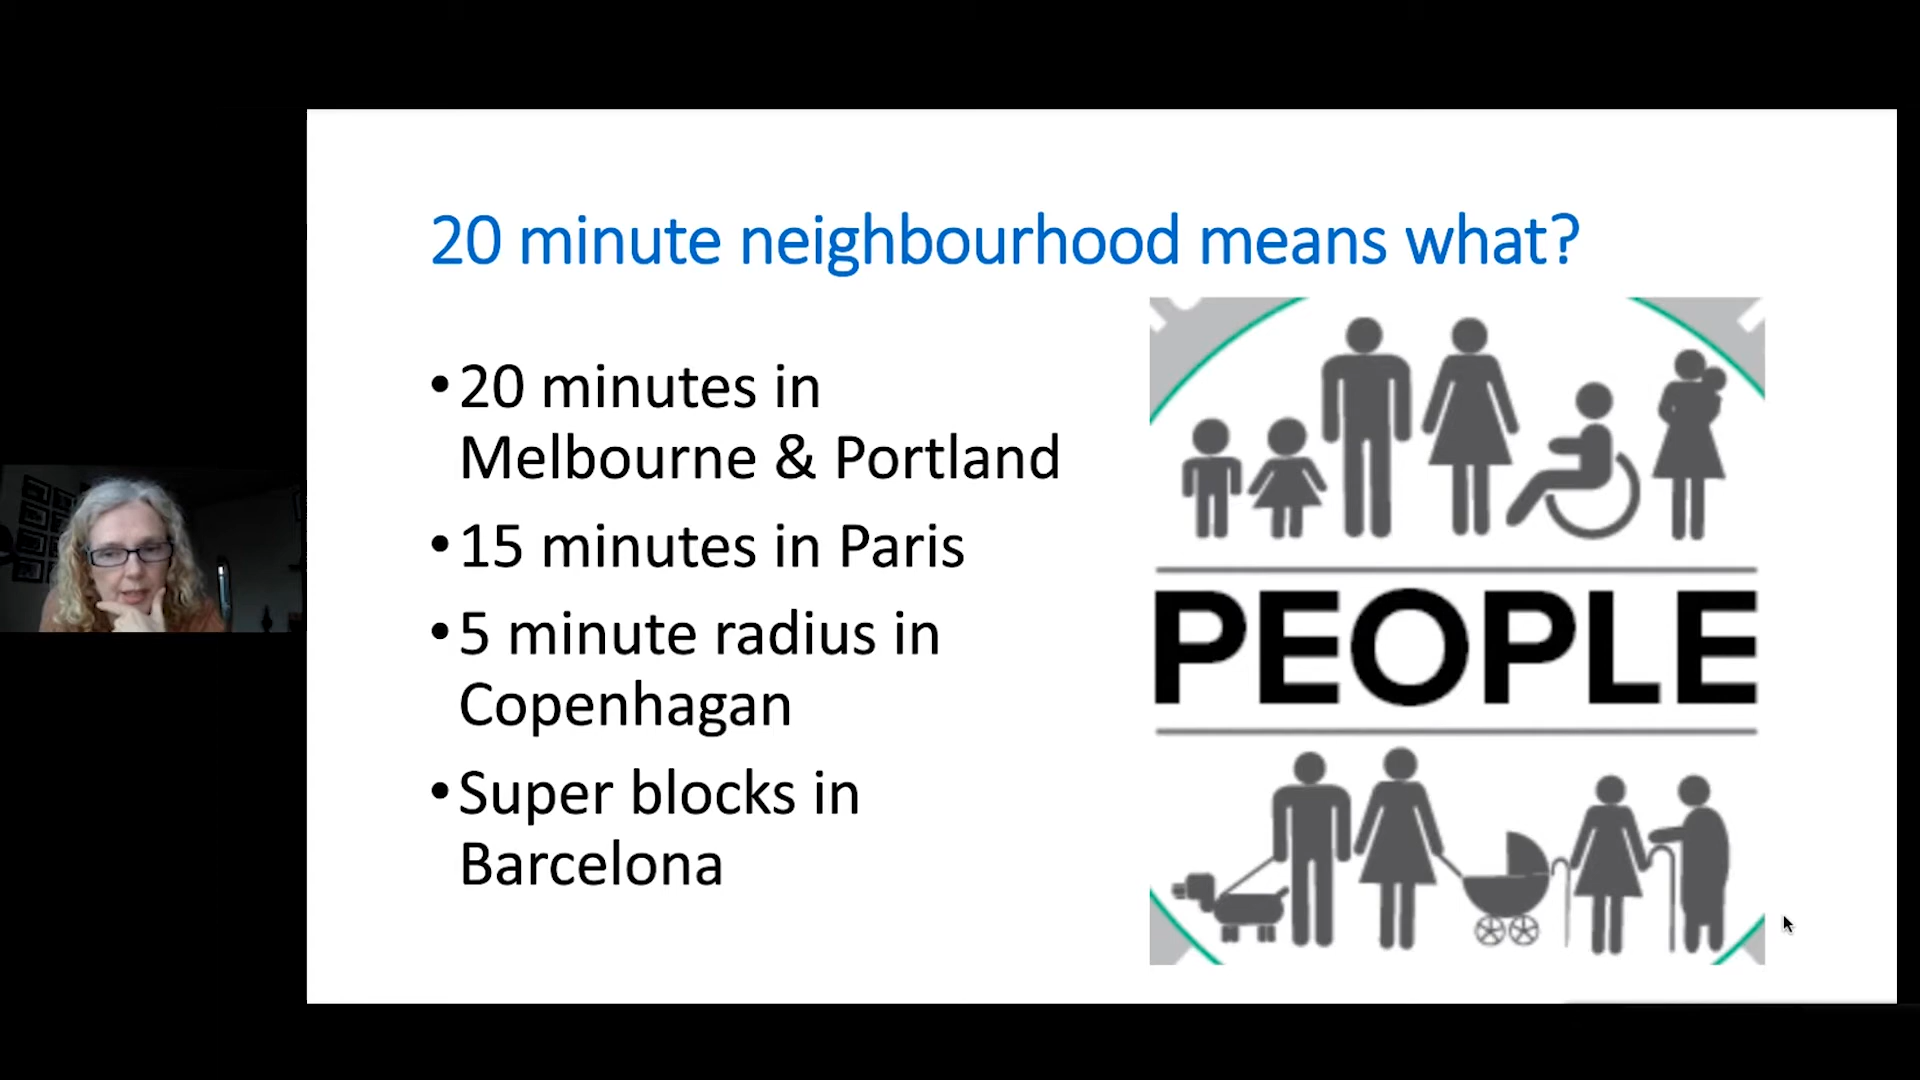 20 minute neighbourhood means what?
•20 minutes in
Melbourne & Portland
•15 minutes in Paris
•5 minute radius in
Copenhagan
•Super blocks in
Barcelona
PEOPLE